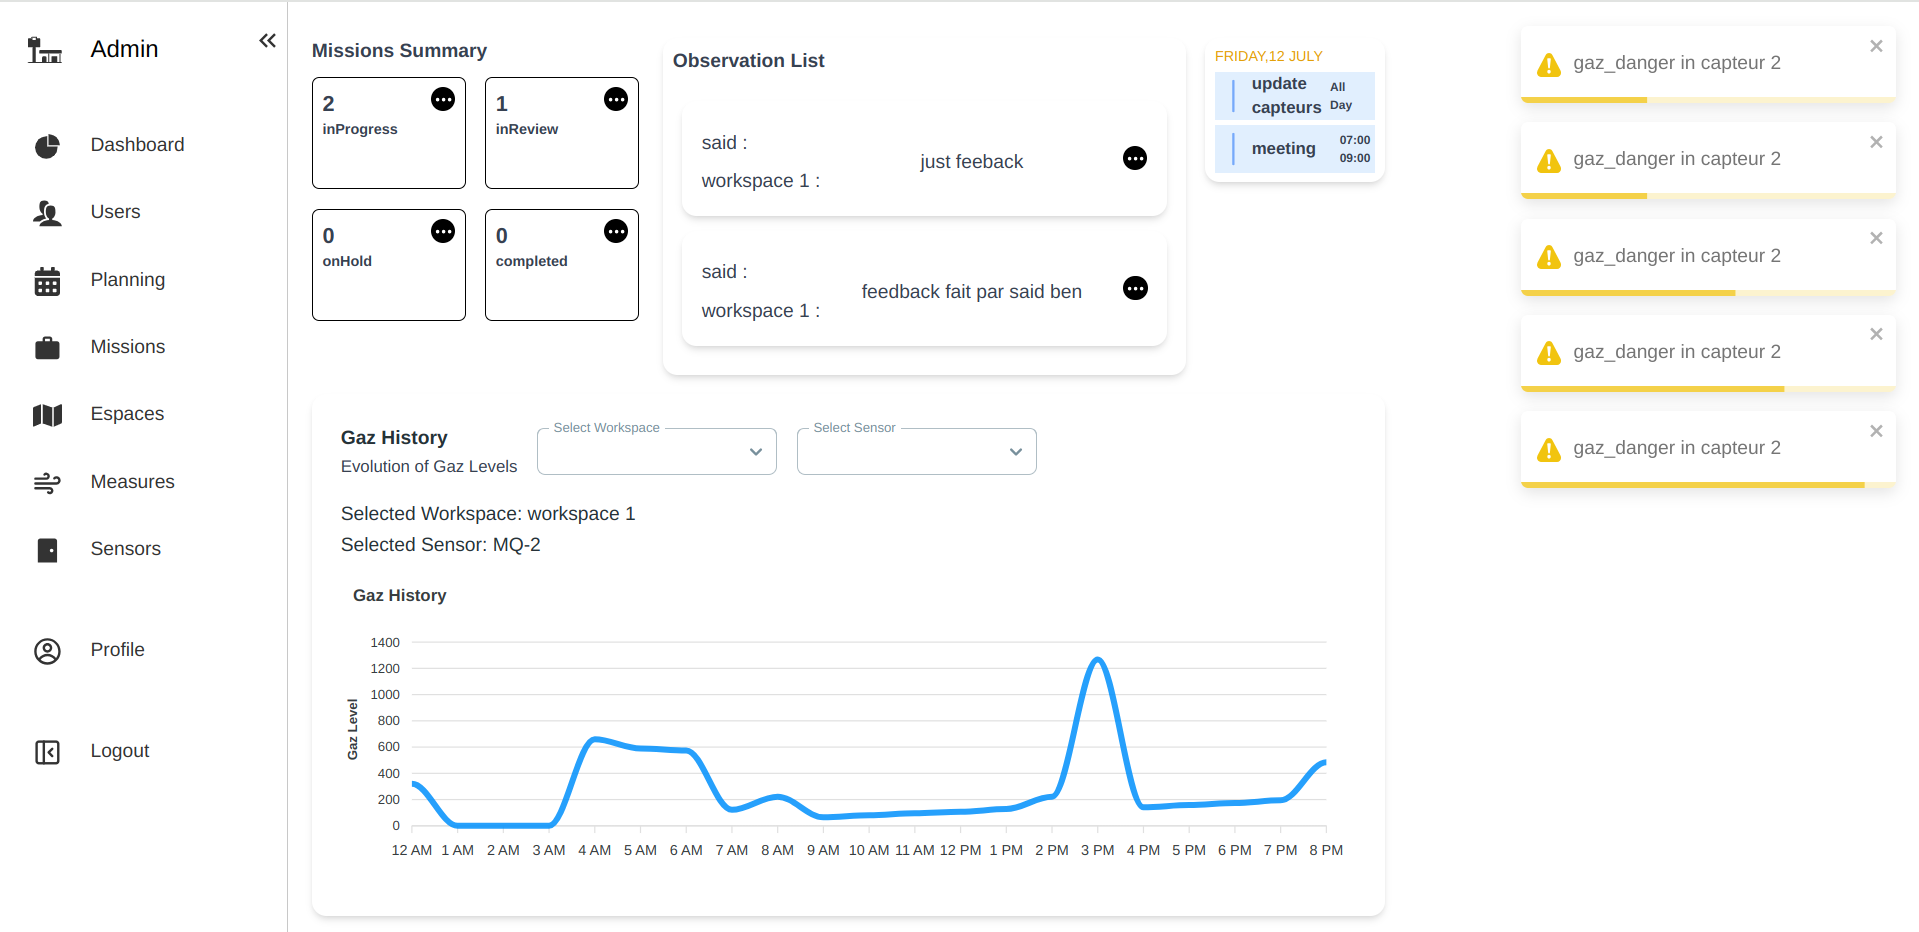 Admin
Dashboard
Users
Planning
Missions
Espaces
Measures
Sensors
Profile
Logout
Missions Summary
2
inProgress
1
inReview
0
onHold
0
completed
Observation List
said :
workspace 1 :
just feeback
said :
workspace 1 :
feedback fait par said ben
FRIDAY,12 JULY
update
capteurs
All
Day
meeting
07:00
09:00
gaz_danger in capteur 2
gaz_danger in capteur 2
gaz_danger in capteur 2
gaz_danger in capteur 2
gaz_danger in capteur 2
Gaz History
Evolution of Gaz Levels
Select Workspace
Select Sensor
Selected Workspace: workspace 1
Selected Sensor: MQ-2
Gaz History
Gaz Level
1400
1200
1000
800
600
400
200
0
12 AM 1 AM 2 AM 3 AM 4 AM 5 AM 6 AM 7 AM 8 AM 9 AM 10 AM 11 AM 12 PM 1 PM 2 PM 3 PM 4 PM 5 PM 6 PM 7 PM 8 PM